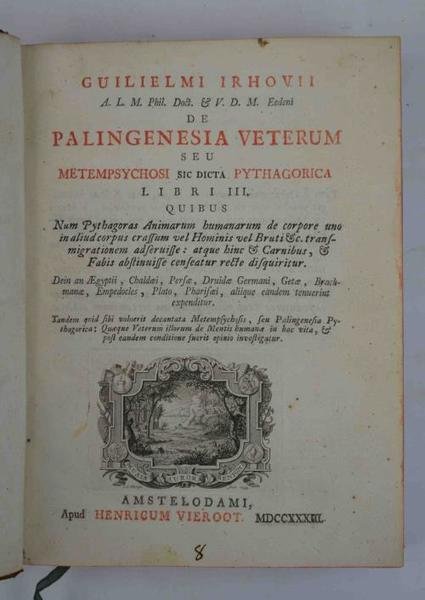 GUILIELMI IRHOVII
A. L. M. Phil. Doct. & V. D. M. Eedeni
DE
PALINGENESIA VETERUM
SEU
METEMPSYCHOSI SIC DICTA PYTHAGORICA
LIBRI III.
QUIBUS
Num Pythagoras Animarum humanarum de corpore uno
in aliud corpus crassum vel Hominis vel Bruti &c. trans-
migrationem adseruisse: atque hinc & Carnibus, &
Fabis abstinuisse censeatur recte disquiritur.
Dein an Ægyptii, Chaldæi, Persæ, Druidæ Germani, Getæ, Brach-
manæ, Empedocles, Plato, Pharisæi, aliique eandem tenuerint
expenditur.
Tandem quid sibi voluerit decantata Metempsychosis, seu Palingenesia Py-
thagorica: Quæque Veterum illorum de Mentis humanæ in hac vita, &
post eandem conditione fuerit opinio investigatur.
AURORA
AMSTELODAMI,
Apud HENRICUM VIEROOT. MDCCXXXIII.
8